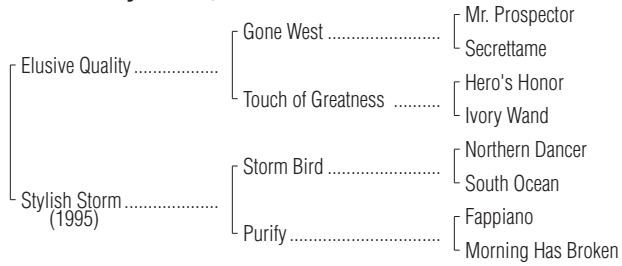 Mr. Prospector
Gone West ........................
Secrettame
Elusive Quality ..................
Hero's Honor
Touch of Greatness ..........
Ivory Wand
Northern Dancer
Storm Bird ........................
South Ocean
Stylish Storm ....................
(1995)
Fappiano
Purify ................................
Morning Has Broken